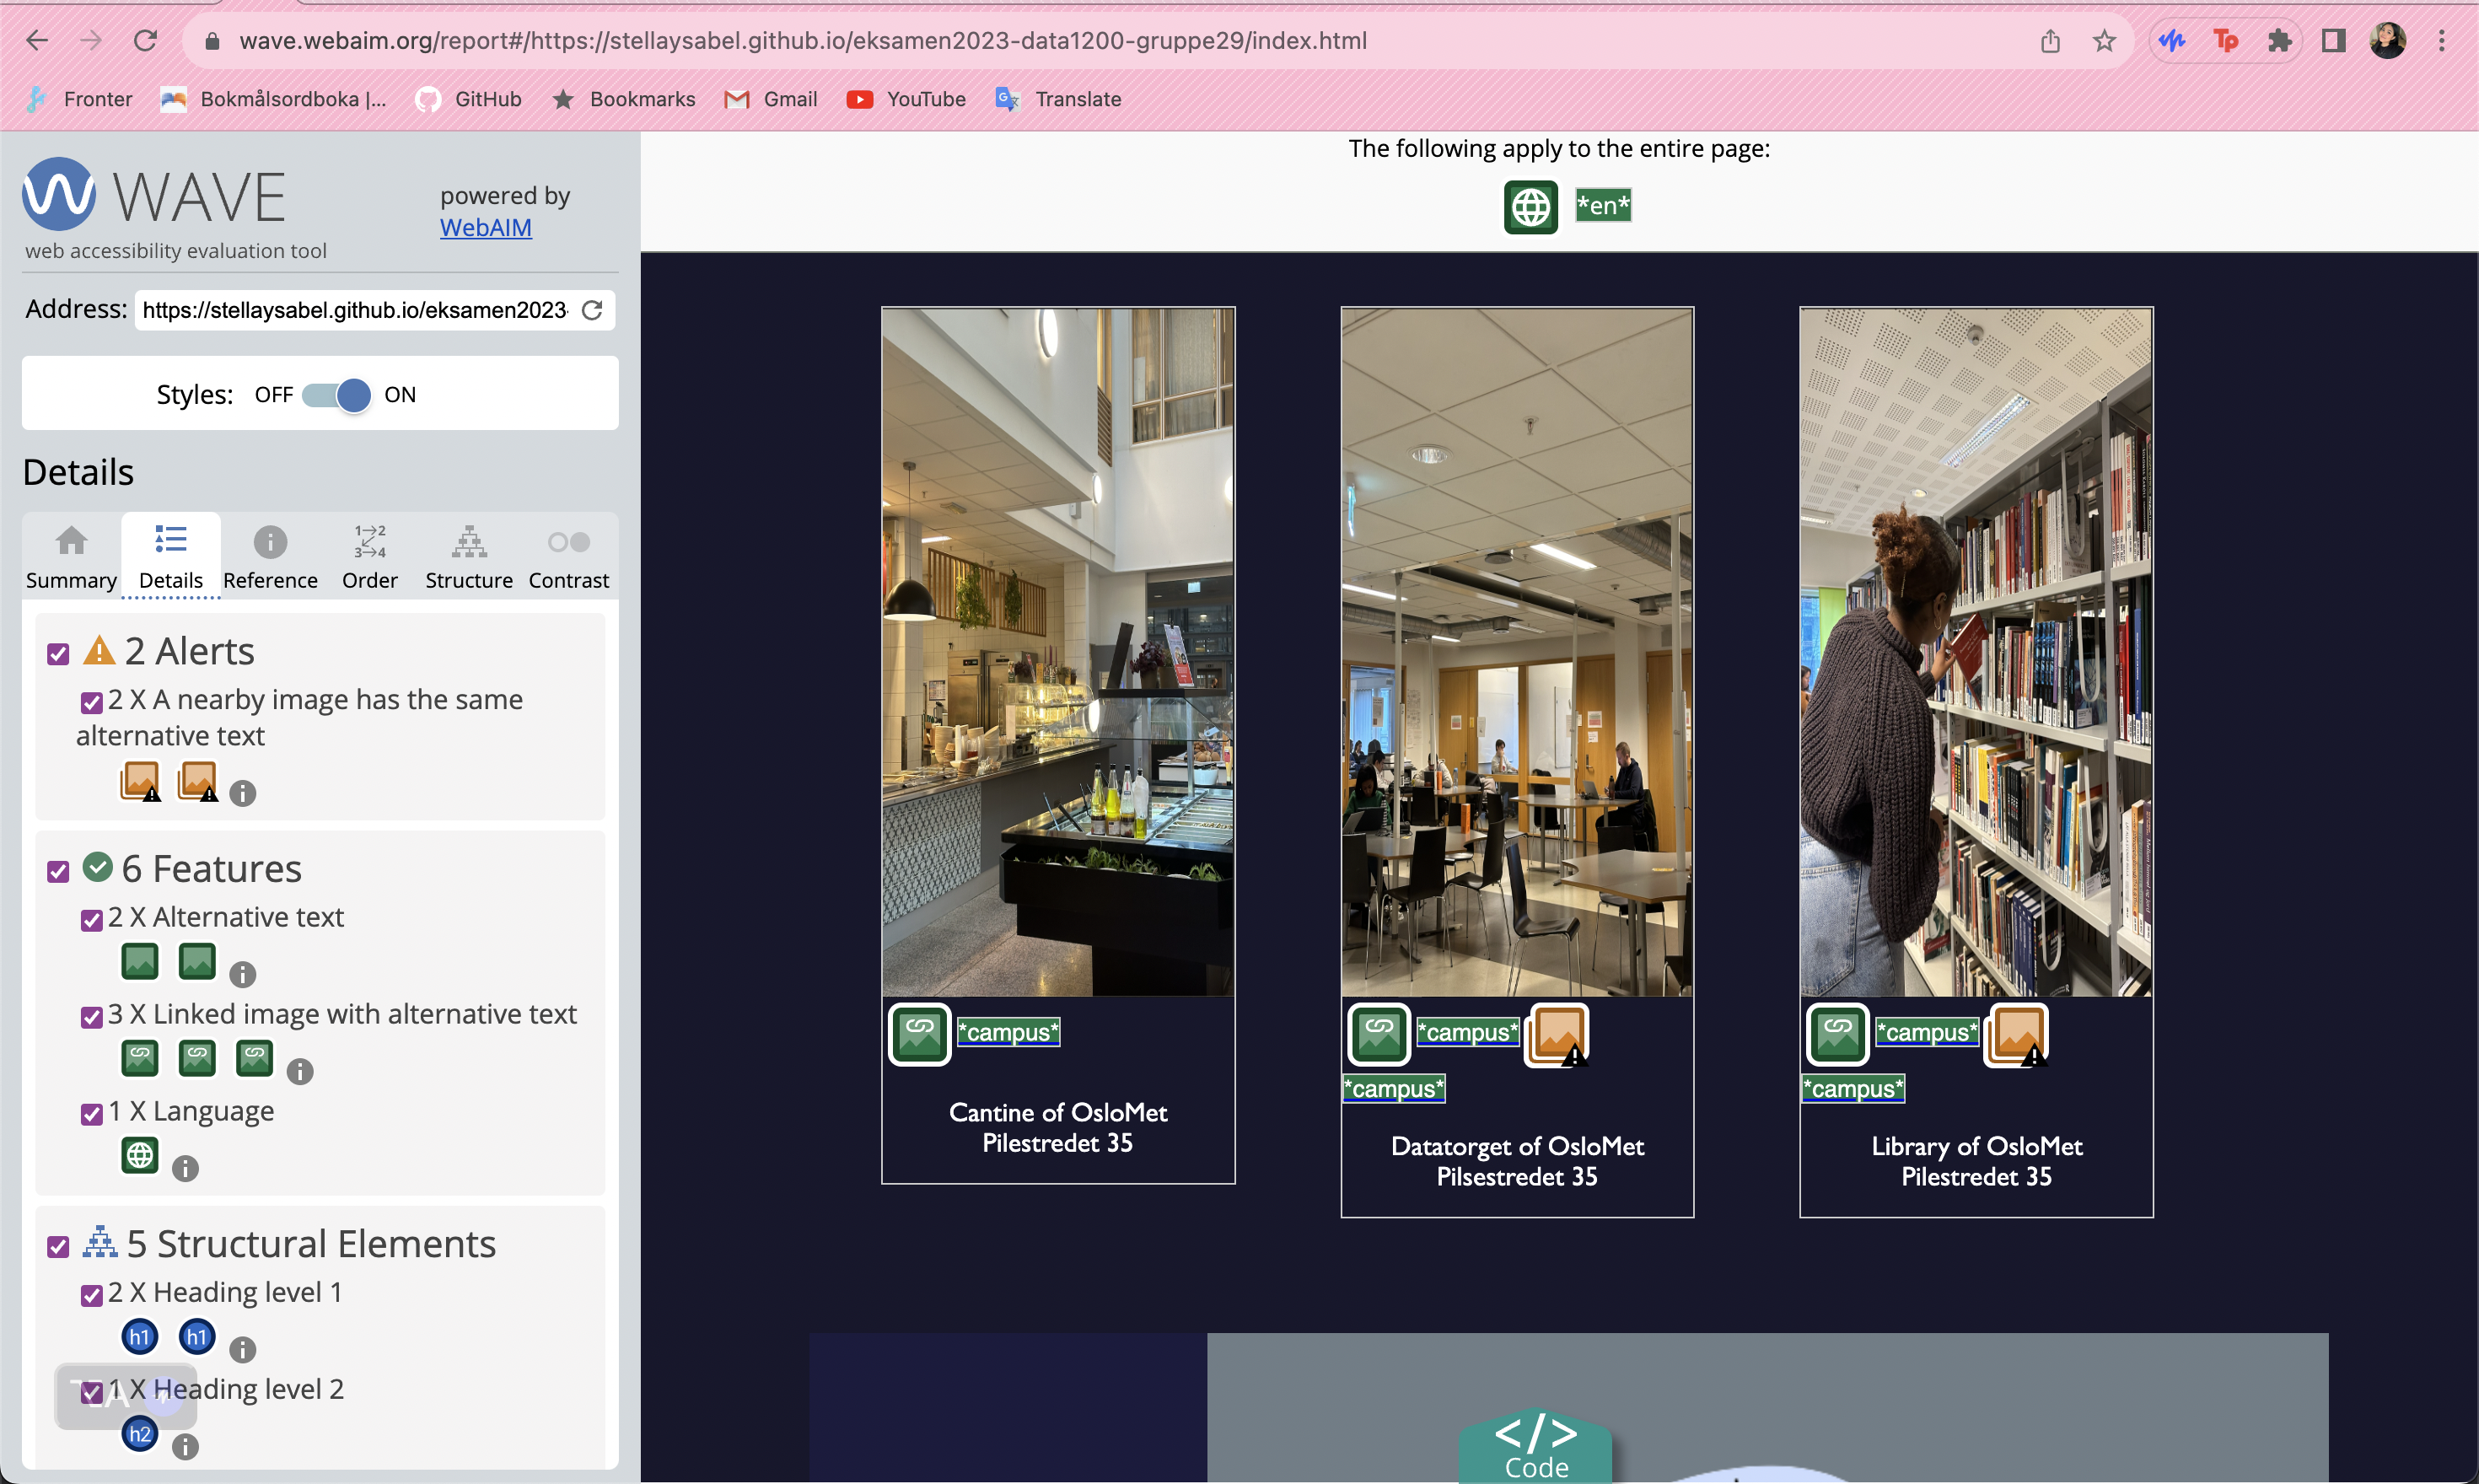 wave.webaim.org/report#/https://stellaysabel.github.io/eksamen2023-data1200-gruppe29/index.html
Tp
Fronter
Bokmålsordboka |...
GitHub
Bookmarks
Gmail
YouTube
Translate
WAVE
powered by
WebAIM
web accessibility evaluation tool
Address: https://stellaysabel.github.io/eksamen2023-
Styles: OFF ON
Details
Summary
Details
Reference
Order
Structure
Contrast
2 Alerts
2 X A nearby image has the same
alternative text
6 Features
2 X Alternative text
3 X Linked image with alternative text
1 X Language
5 Structural Elements
2 X Heading level 1
h1 h1
1 X Heading level 2
h2
The following apply to the entire page:
*en*
*campus*
Cantine of OsloMet
Pilestredet 35
*campus*
*campus*
Datatorget of OsloMet
Pilsestredet 35
*campus*
*campus*
Library of OsloMet
Pilestredet 35
</>
Code